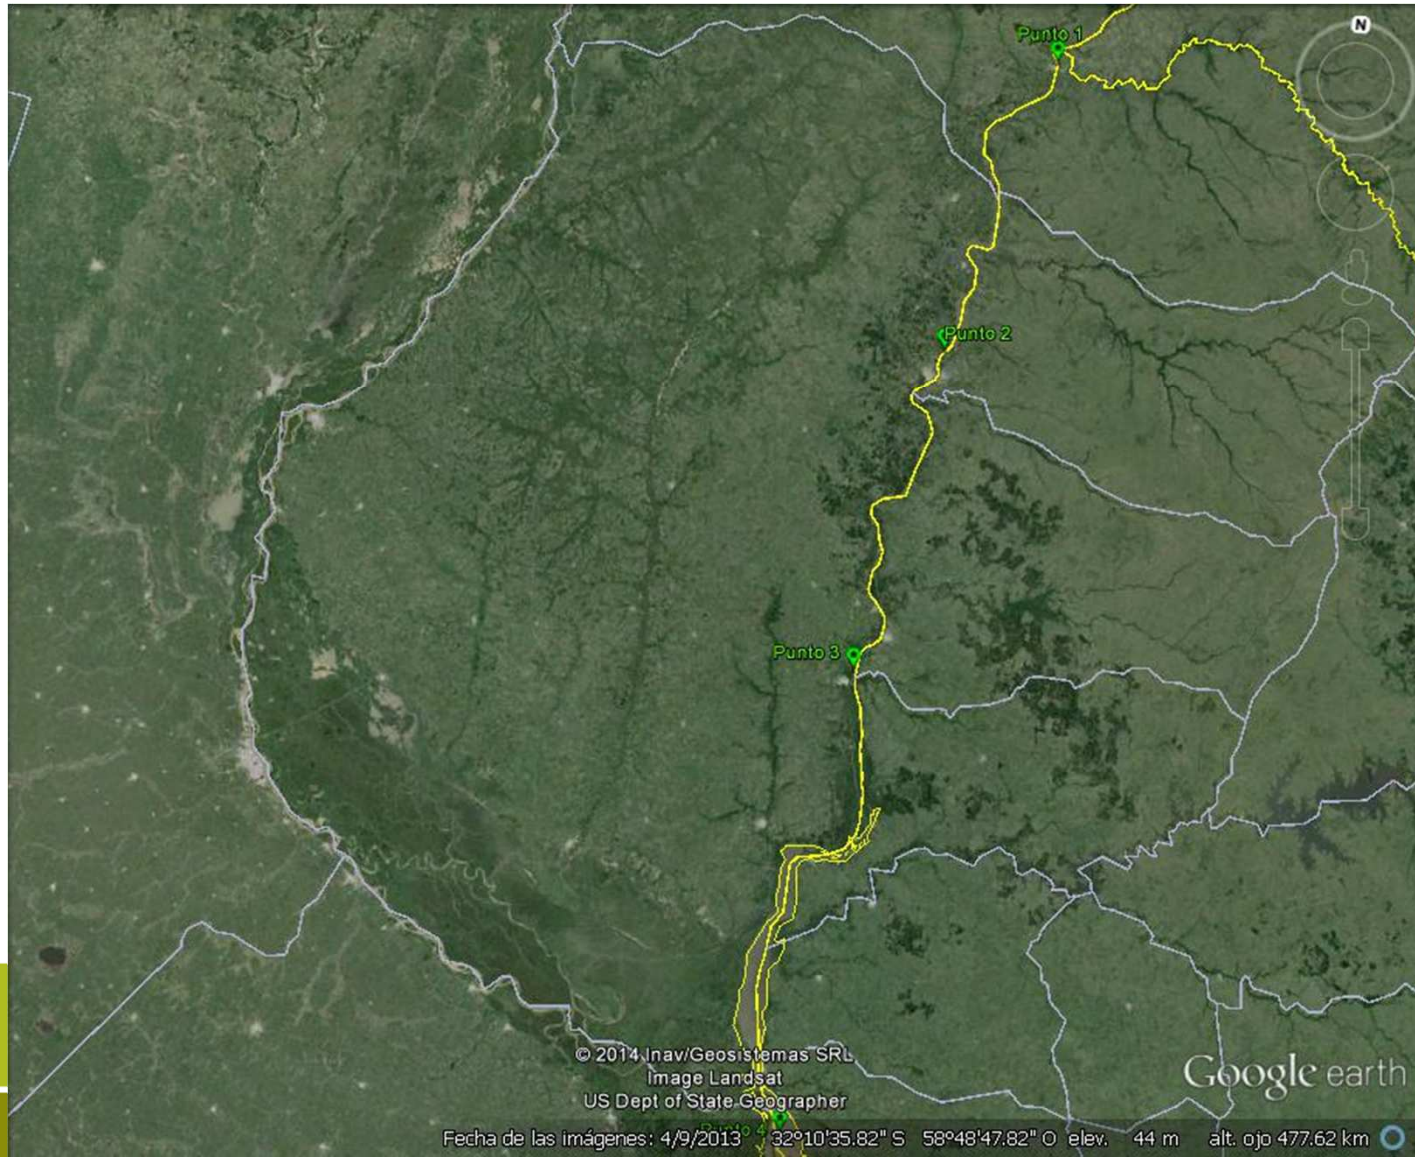 N
Punto 1
Punto 2
Punto 3
© 2014 Inav/Geosistemas SRL
Image Landsat
US Dept of State Geographer
Google earth
Punto 4
Fecha de las imágenes: 4/9/2013 32°10'35.82" S 58°48'47.82" O elev. 44 m alt. ojo 477.62 km